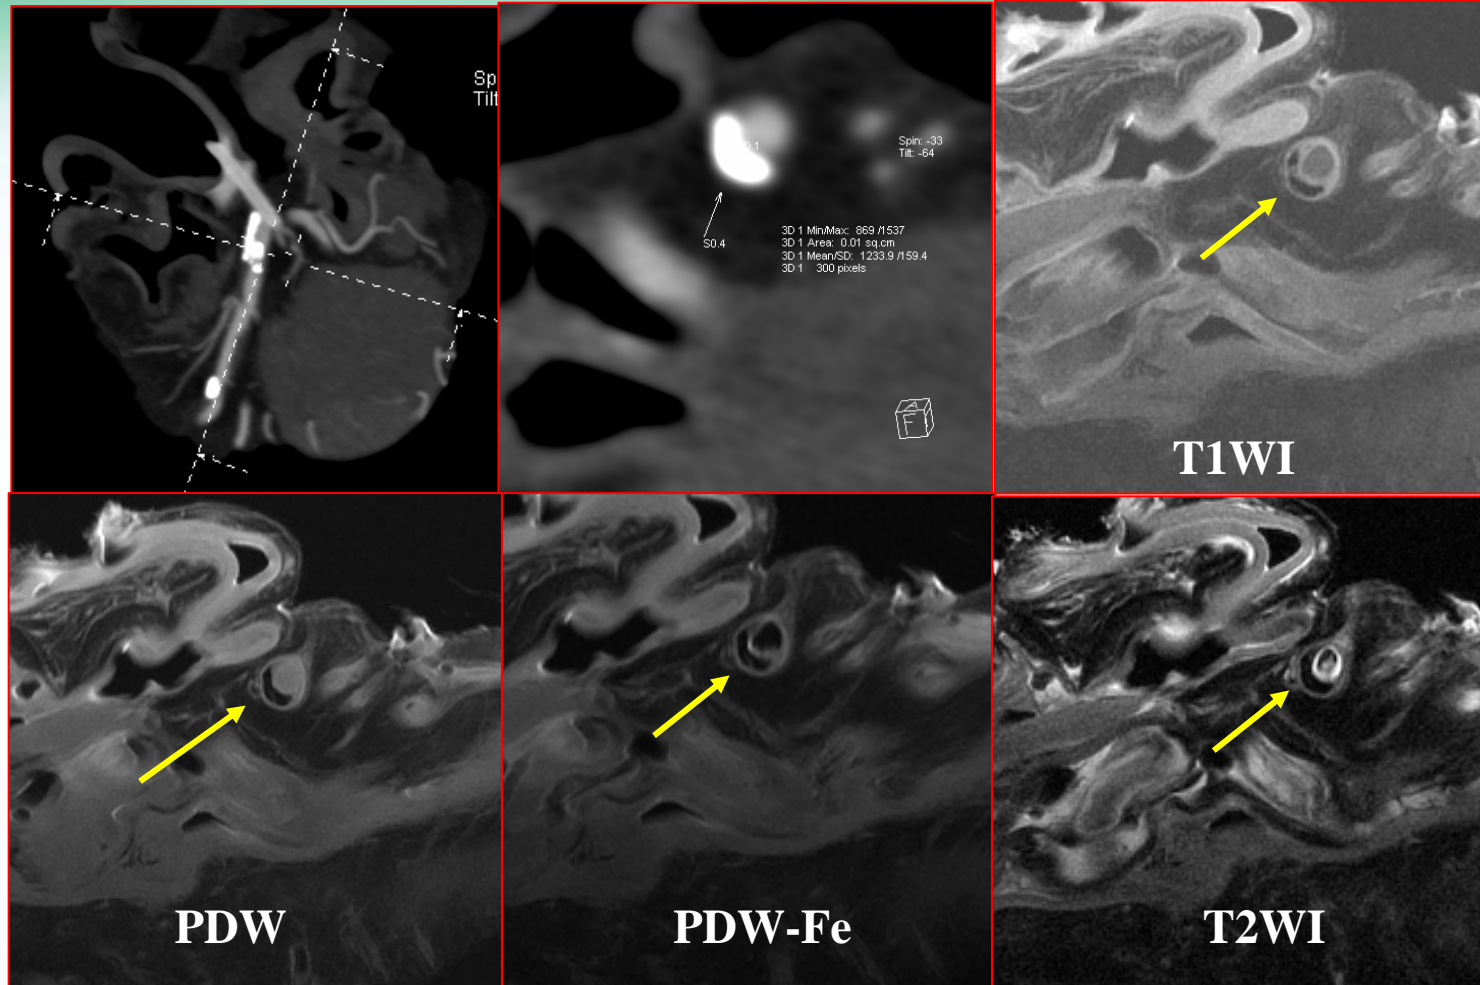 Sp
Tilt
D 1
Spin: -33
Tilt: -64
S0.4
3D 1 Min/Max: 869 /1537
3D 1 Area: 0.01 sq.cm
3D 1 Mean/SD: 1233.9 /159.4
3D 1 300 pixels
A
F
T1WI
PDW
PDW-Fe
T2WI